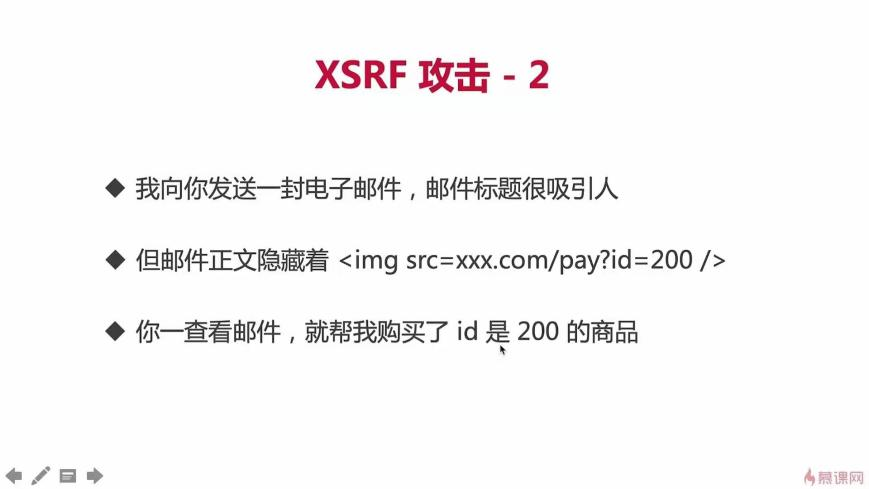 XSRF 攻击 - 2
◆ 我向你发送一封电子邮件，邮件标题很吸引人
◆ 但邮件正文隐藏着 <img src=xxx.com/pay?id=200 />
◆ 你一查看邮件，就帮我购买了 id 是 200 的商品
慕课网